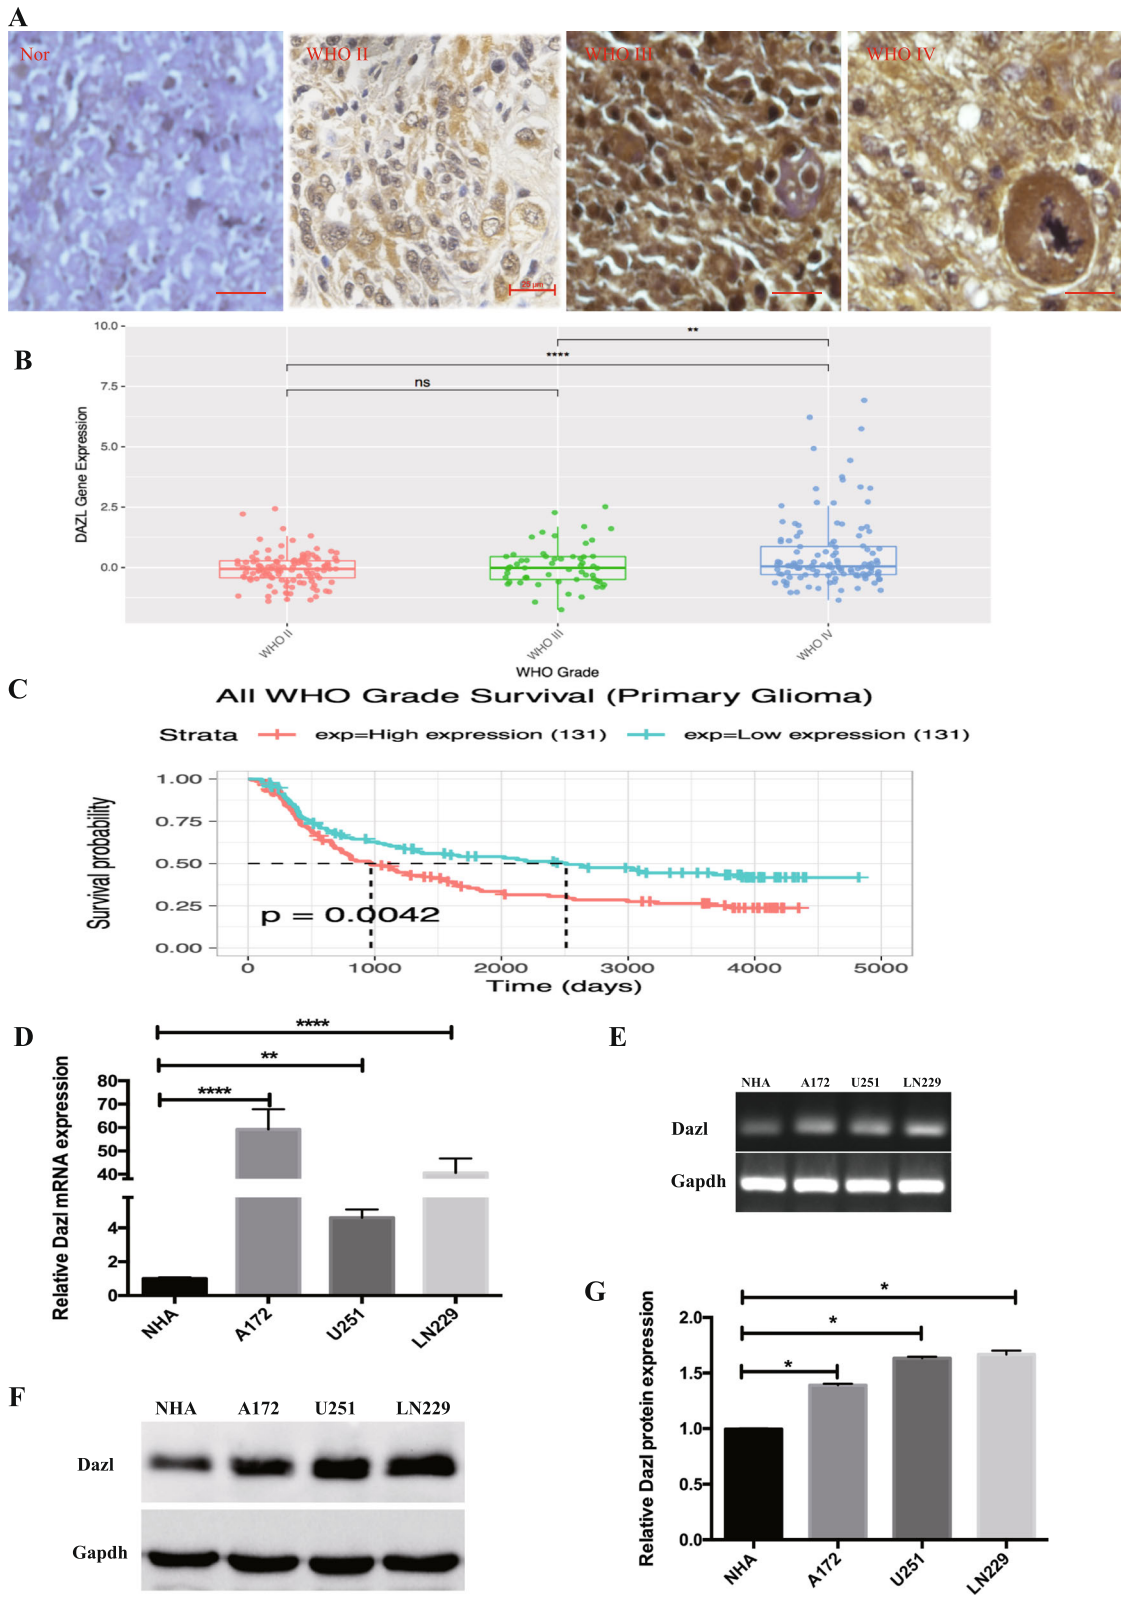 A
Nor
WHO II
WHO III
WHO IV
20 µm
B
10.0
7.5
5.0
2.5
0.0
DAZL Gene Expression
**
****
ns
WHO II
WHO III
WHO IV
WHO Grade
C
All WHO Grade Survival (Primary Glioma)
Strata exp=High expression (131) exp=Low expression (131)
Survival probability
1.00
0.75
0.50
0.25
0.00
p = 0.0042
0 1000 2000 3000 4000 5000
Time (days)
D
Relative Dazl mRNA expression
****
**
****
80
70
60
50
40
4
2
0
NHA
A172
U251
LN229
E
NHA A172 U251 LN229
Dazl
Gapdh
F
NHA A172 U251 LN229
Dazl
Gapdh
G
Relative Dazl protein expression
*
*
*
2.0
1.5
1.0
0.5
0.0
NHA
A172
U251
LN229